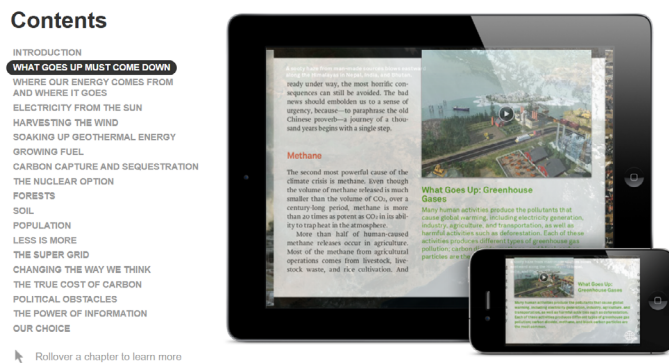 Contents
INTRODUCTION
WHAT GOES UP MUST COME DOWN
WHERE OUR ENERGY COMES FROM
AND WHERE IT GOES
ELECTRICITY FROM THE SUN
HARVESTING THE WIND
SOAKING UP GEOTHERMAL ENERGY
GROWING FUEL
CARBON CAPTURE AND SEQUESTRATION
THE NUCLEAR OPTION
FORESTS
SOIL
POPULATION
LESS IS MORE
THE SUPER GRID
CHANGING THE WAY WE THINK
THE TRUE COST OF CARBON
POLITICAL OBSTACLES
THE POWER OF INFORMATION
OUR CHOICE
Rollover a chapter to learn more
ready under way, the most horrific con-
sequences can still be avoided. The bad
news should embolden us to a sense of
urgency, because—to paraphrase the old
Chinese proverb—a journey of a thou-
sand years begins with a single step.
Methane
The second most powerful cause of the
climate crisis is methane. Even though
the volume of methane released is much
smaller than the volume of CO₂, over a
century-long period, methane is more
than 20 times as potent as CO₂ in its abil-
ity to trap heat in the atmosphere.
More than half of human-caused
methane releases occur in agriculture.
Most of the methane from agricultural
operations comes from livestock, live-
stock waste, and rice cultivation. And
What Goes Up: Greenhouse
Gases
Many human activities produce the pollutants that
cause global warming, including electricity generation,
industry, agriculture, and transportation, as well as
harmful activities such as deforestation. Each of these
activities produces different types of greenhouse gas
pollution: carbon
particles are the
What Goes Up:
Greenhouse Gases